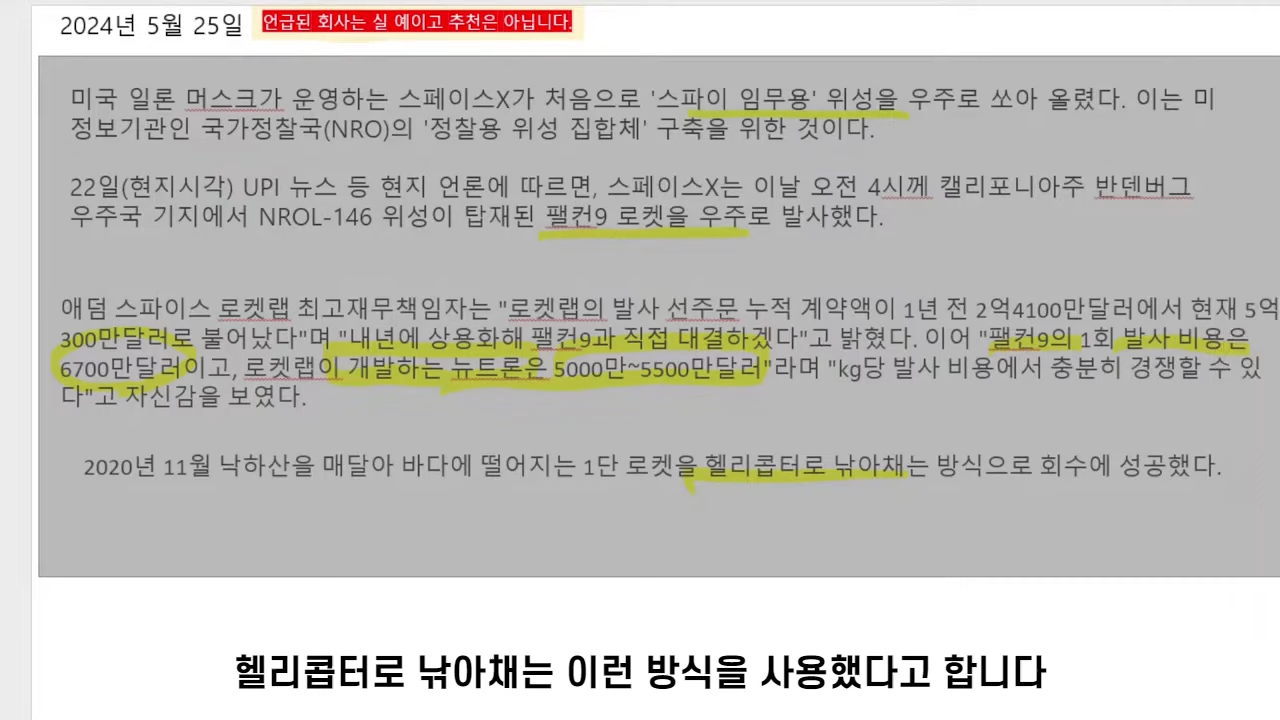 2024년 5월 25일
언급된 회사는 실 예이고 추천은 아닙니다.
미국 일론 머스크가 운영하는 스페이스X가 처음으로 '스파이 임무용' 위성을 우주로 쏘아 올렸다. 이는 미
정보기관인 국가정찰국(NRO)의 '정찰용 위성 집합체' 구축을 위한 것이다.
22일(현지시각) UPI 뉴스 등 현지 언론에 따르면, 스페이스X는 이날 오전 4시께 캘리포니아주 반덴버그
우주국 기지에서 NROL-146 위성이 탑재된 팰컨9 로켓을 우주로 발사했다.
애덤 스파이스 로켓랩 최고재무책임자는 "로켓랩의 발사 선주문 누적 계약액이 1년 전 2억4100만달러에서 현재 5억
300만달러로 불어났다"며 "내년에 상용화해 팰컨9과 직접 대결하겠다"고 밝혔다. 이어 "팰컨9의 1회 발사 비용은
6700만달러이고, 로켓랩이 개발하는 뉴트론은 5000만~5500만달러"라며 "kg당 발사 비용에서 충분히 경쟁할 수 있
다"고 자신감을 보였다.
2020년 11월 낙하산을 매달아 바다에 떨어지는 1단 로켓을 헬리콥터로 낚아채는 방식으로 회수에 성공했다.
헬리콥터로 낚아채는 이런 방식을 사용했다고 합니다